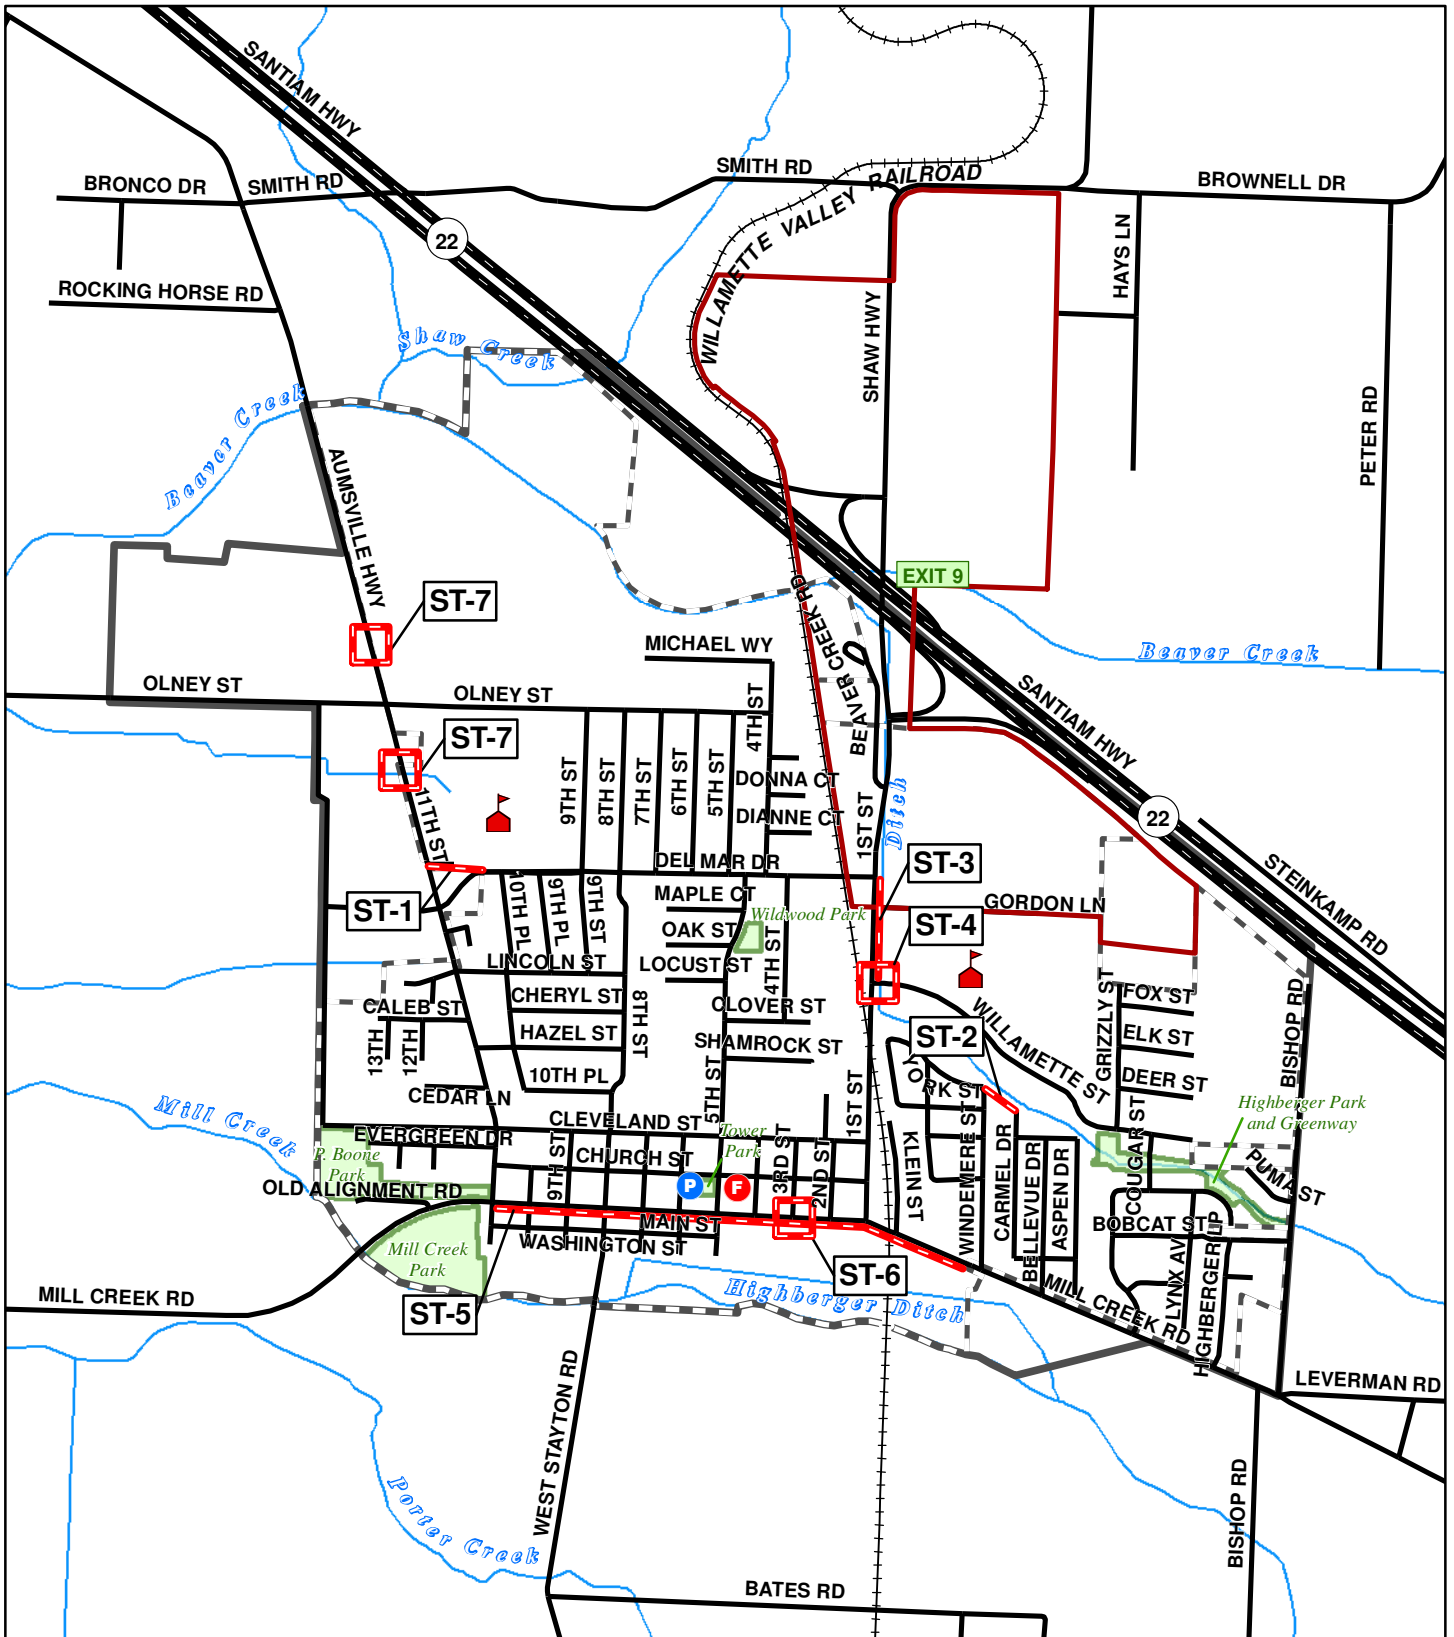 SANTIAM HWY
BRONCO DR
SMITH RD
SMITH RD
WILLAMETTE VALLEY RAILROAD
BROWNELL DR
22
HAYS LN
ROCKING HORSE RD
SHAW HWY
Shaw Creek
PETER RD
Beaver Creek
AUMSVILLE HWY
EXIT 9
ST-7
BEAVER CREEK RD
MICHAEL WY
Beaver Creek
OLNEY ST
OLNEY ST
4TH ST
BEAVER
SANTIAM HWY
ST-7
9TH ST
8TH ST
7TH ST
6TH ST
5TH ST
DONNA CT
11TH ST
DIANNE CT
1ST ST
Ditch
22
DEL MAR DR
ST-3
STEINKAMP RD
ST-1
10TH PL
9TH PL
9TH ST
MAPLE CT
Wildwood Park
GORDON LN
OAK ST
ST-4
LINCOLN ST
LOCUST ST
4TH ST
CHERYL ST
CLOVER ST
WILLAMETTE ST
GRIZZLY ST
FOX ST
BISHOP RD
CALEB ST
8TH ST
13TH
12TH
HAZEL ST
SHAMROCK ST
ST-2
ELK ST
10TH PL
YORK ST
DEER ST
CEDAR LN
5TH ST
1ST ST
Mill Creek
CLEVELAND ST
Tower
Park
Highberger Park
and Greenway
EVERGREEN DR
P. Boone
Park
9TH ST
CHURCH ST
3RD ST
2ND ST
KLEIN ST
WINDEMERE ST
CARMEL DR
BELLEVUE DR
ASPEN DR
COUGAR ST
PUMA ST
OLD ALIGNMENT RD
P
F
MAIN ST
BOBCAT ST
WASHINGTON ST
Mill Creek
Park
ST-6
LYNX AV
HIGHBERGER LP
MILL CREEK RD
ST-5
Highberger Ditch
MILL CREEK RD
LEVERMAN RD
WEST STAYTON RD
Porter Creek
BISHOP RD
BATES RD